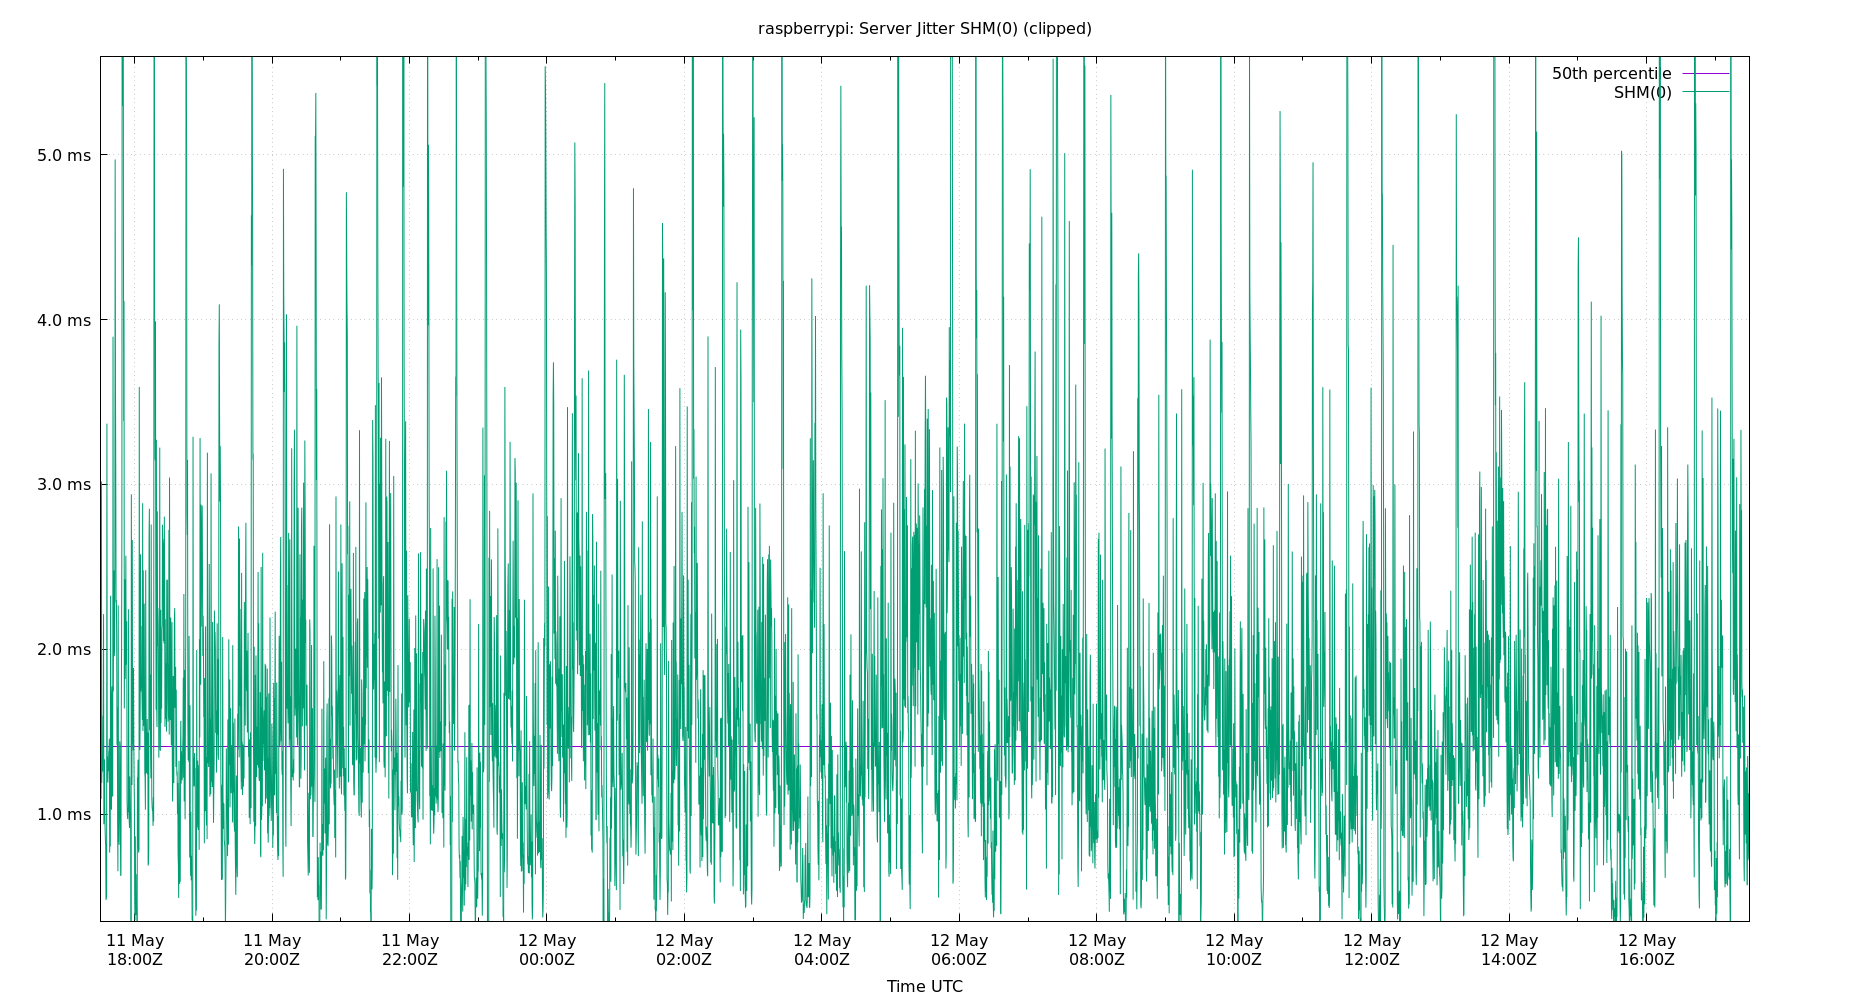 raspberrypi: Server Jitter SHM(0) (clipped)
50th percentile
SHM(0)
5.0 ms
4.0 ms
3.0 ms
2.0 ms
1.0 ms
11 May 11 May 11 May 12 May 12 May 12 May 12 May 12 May 12 May 12 May 12 May 12 May
18:00Z 20:00Z 22:00Z 00:00Z 02:00Z 04:00Z 06:00Z 08:00Z 10:00Z 12:00Z 14:00Z 16:00Z
Time UTC